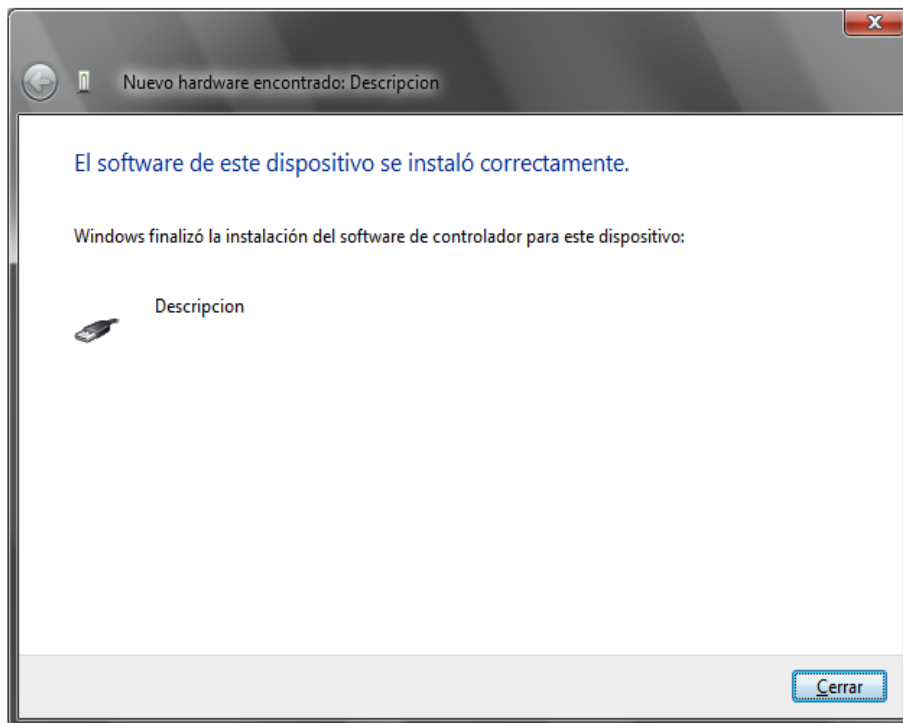 Nuevo hardware encontrado: Descripcion
El software de este dispositivo se instaló correctamente.
Windows finalizó la instalación del software de controlador para este dispositivo:
Descripcion
Cerrar